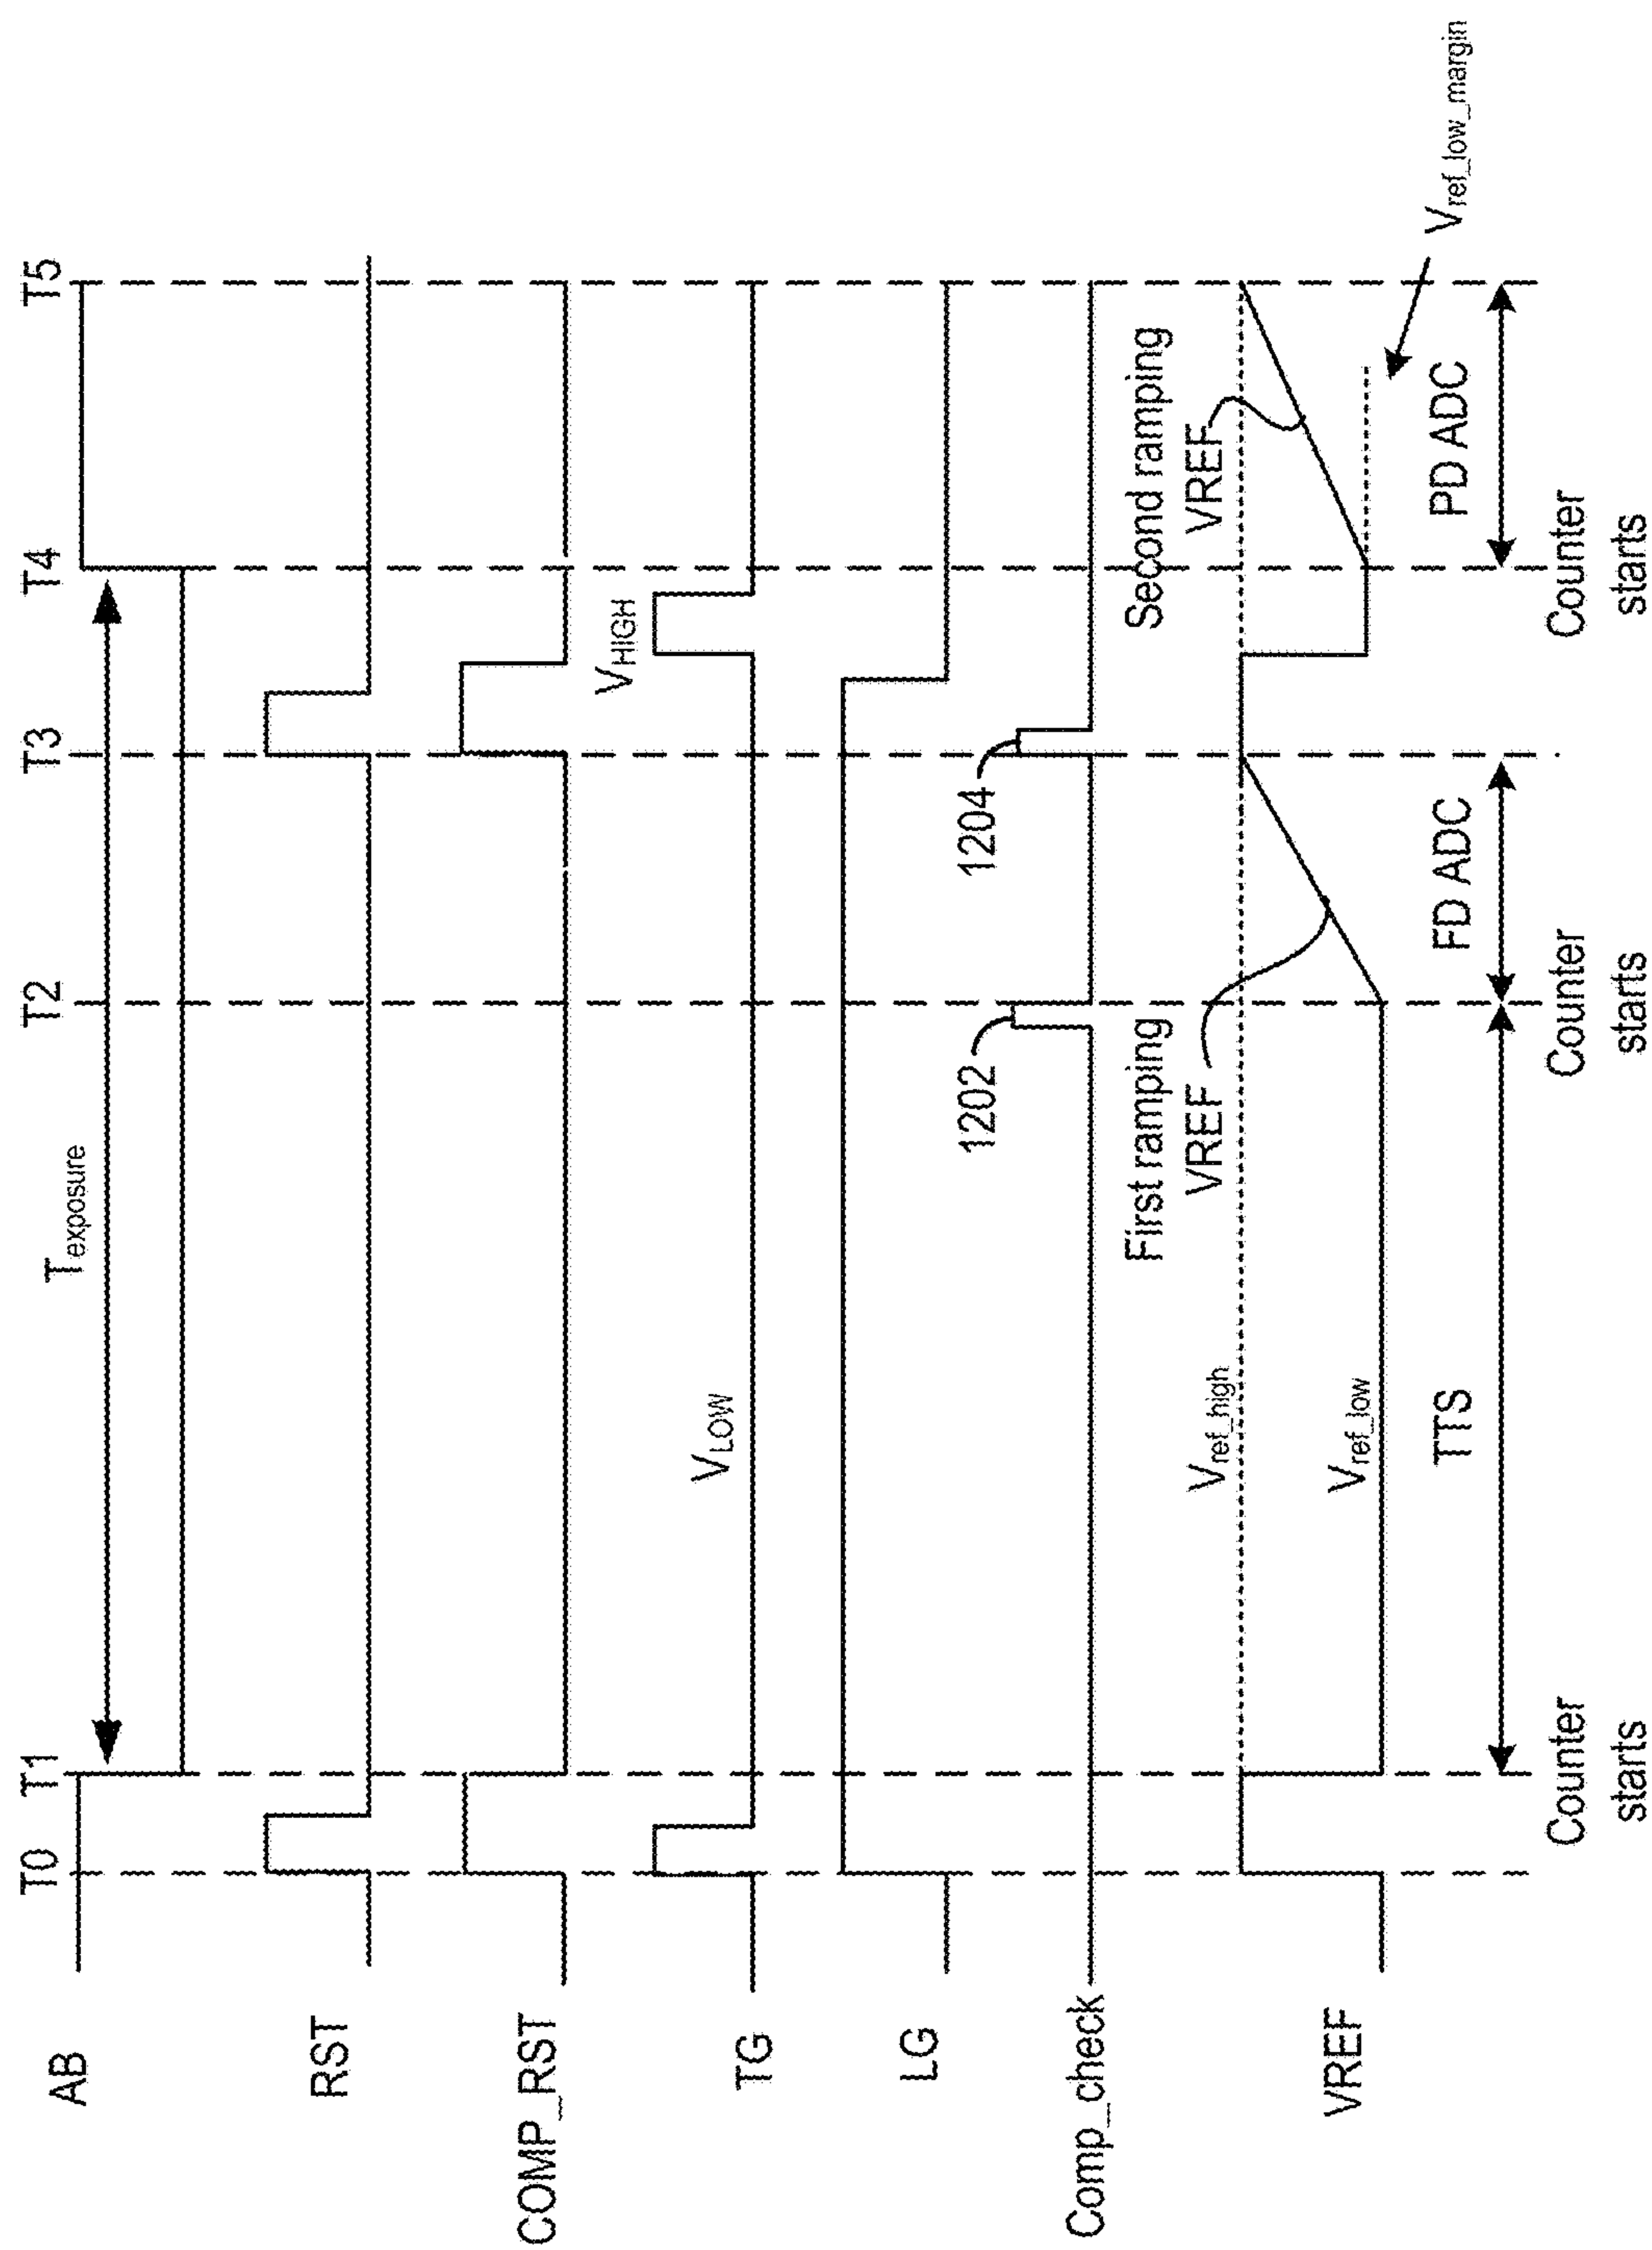 T0 T1 T2 T3 T4 T5
AB
Texposure
RST
COMP_RST
VHIGH
TG
VLOW
LG
1202
1204
Comp_check
First ramping
VREF
Second ramping
VREF
Vref_high
VREF
Vref_low
Vref_low_margin
TTS
FD ADC
PD ADC
Counter
starts
Counter
starts
Counter
starts